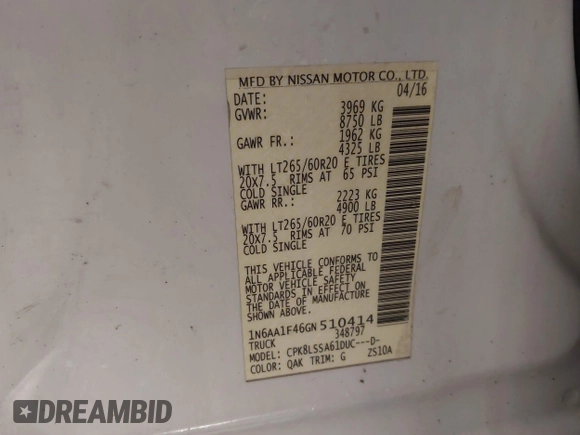 MFD BY NISSAN MOTOR CO., LTD.
DATE: 04/16
GVWR: 3969 KG
8750 LB
GAWR FR.: 1962 KG
4325 LB
WITH LT265/60R20 E TIRES
20X7.5 RIMS AT 65 PSI
COLD SINGLE
GAWR RR.: 2223 KG
4900 LB
WITH LT265/60R20 E TIRES
20X7.5 RIMS AT 70 PSI
COLD SINGLE
THIS VEHICLE CONFORMS TO
ALL APPLICABLE FEDERAL
MOTOR VEHICLE SAFETY
STANDARDS IN EFFECT ON
THE DATE OF MANUFACTURE
SHOWN ABOVE.
1N6AA1F46GN510414
TRUCK 348797
MODEL: CPK8LSSA61DUC---D-
COLOR: QAK TRIM: G ZS10A
DREAMBID